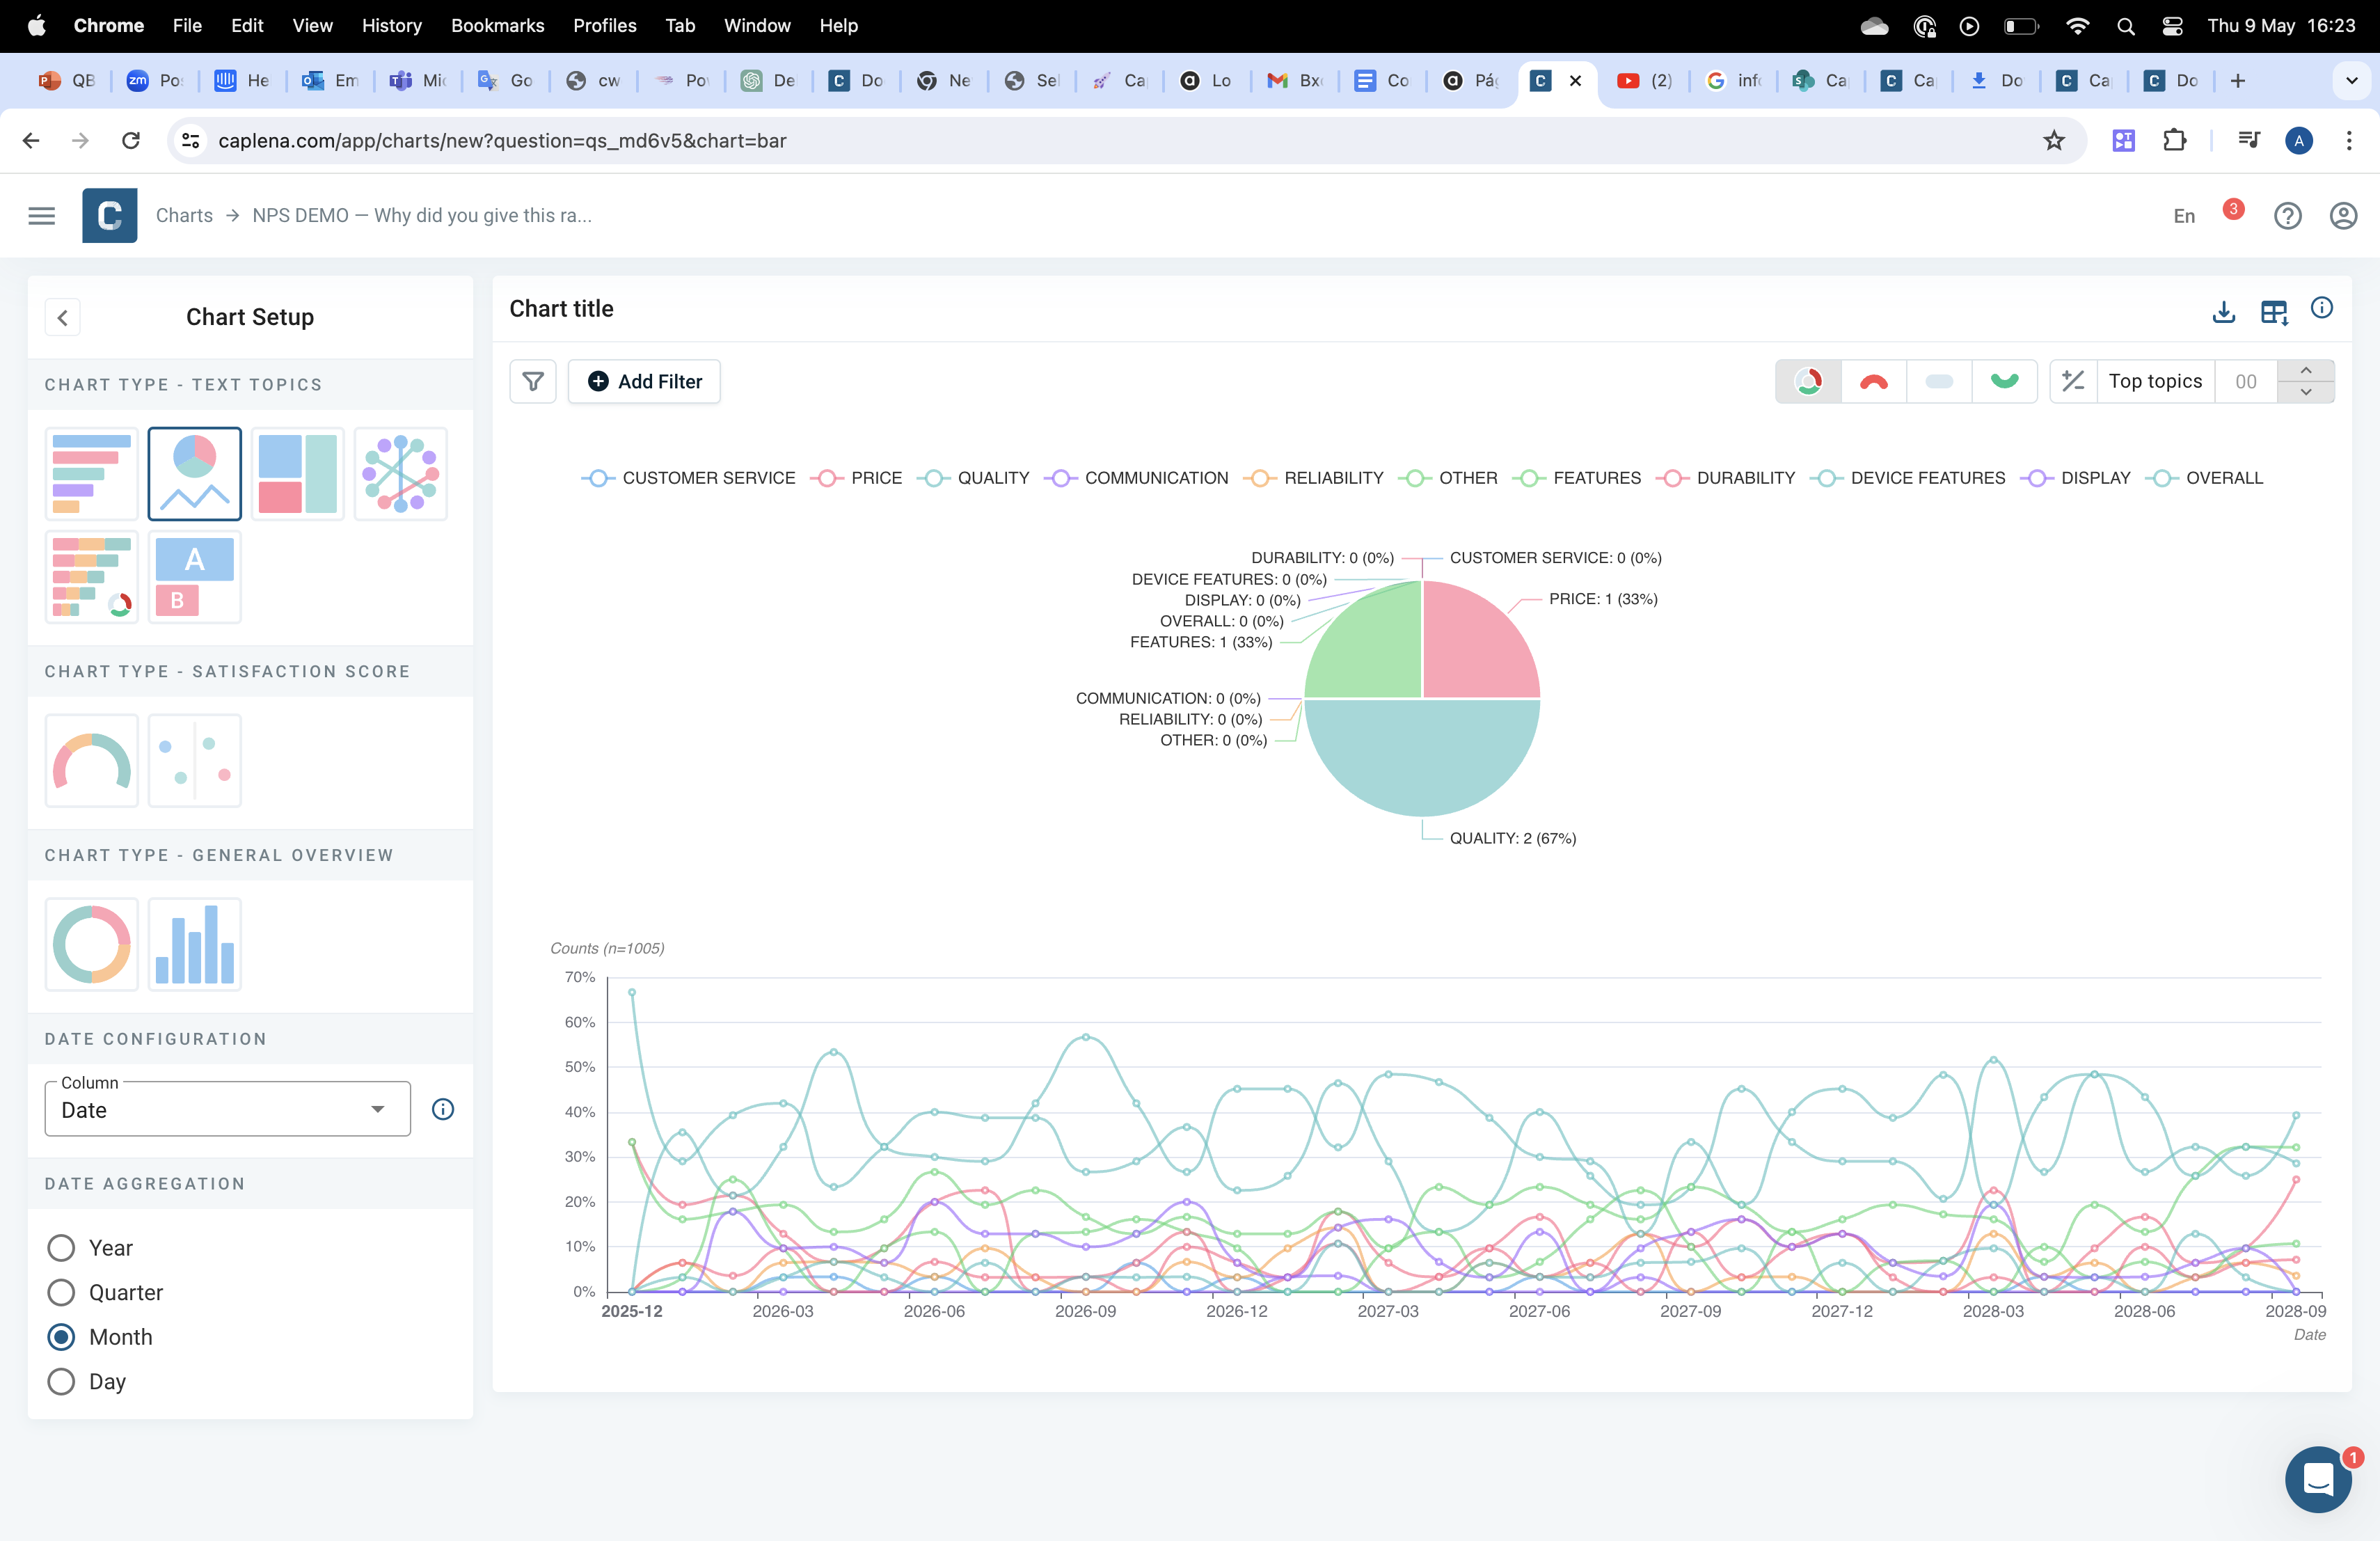 Chrome File Edit View History Bookmarks Profiles Tab Window Help Thu 9 May 16:23
QB Po He Em Mic Go cw Po De Do Ne Sel Ca Lo Bx Co Pá (2) inf Ca Ca Do Ca Do
caplena.com/app/charts/new?question=qs_md6v5&chart=bar A
C Charts → NPS DEMO — Why did you give this ra... En 3
Chart Setup
CHART TYPE - TEXT TOPICS
A
B
CHART TYPE - SATISFACTION SCORE
CHART TYPE - GENERAL OVERVIEW
DATE CONFIGURATION
Column
Date
DATE AGGREGATION
Year
Quarter
Month
Day
Chart title
Add Filter Top topics 00
CUSTOMER SERVICE PRICE QUALITY COMMUNICATION RELIABILITY OTHER FEATURES DURABILITY DEVICE FEATURES DISPLAY OVERALL
DURABILITY: 0 (0%) CUSTOMER SERVICE: 0 (0%)
DEVICE FEATURES: 0 (0%)
DISPLAY: 0 (0%) PRICE: 1 (33%)
OVERALL: 0 (0%)
FEATURES: 1 (33%)
COMMUNICATION: 0 (0%)
RELIABILITY: 0 (0%)
OTHER: 0 (0%)
QUALITY: 2 (67%)
Counts (n=1005)
70%
60%
50%
40%
30%
20%
10%
0%
2025-12 2026-03 2026-06 2026-09 2026-12 2027-03 2027-06 2027-09 2027-12 2028-03 2028-06 2028-09
Date
1